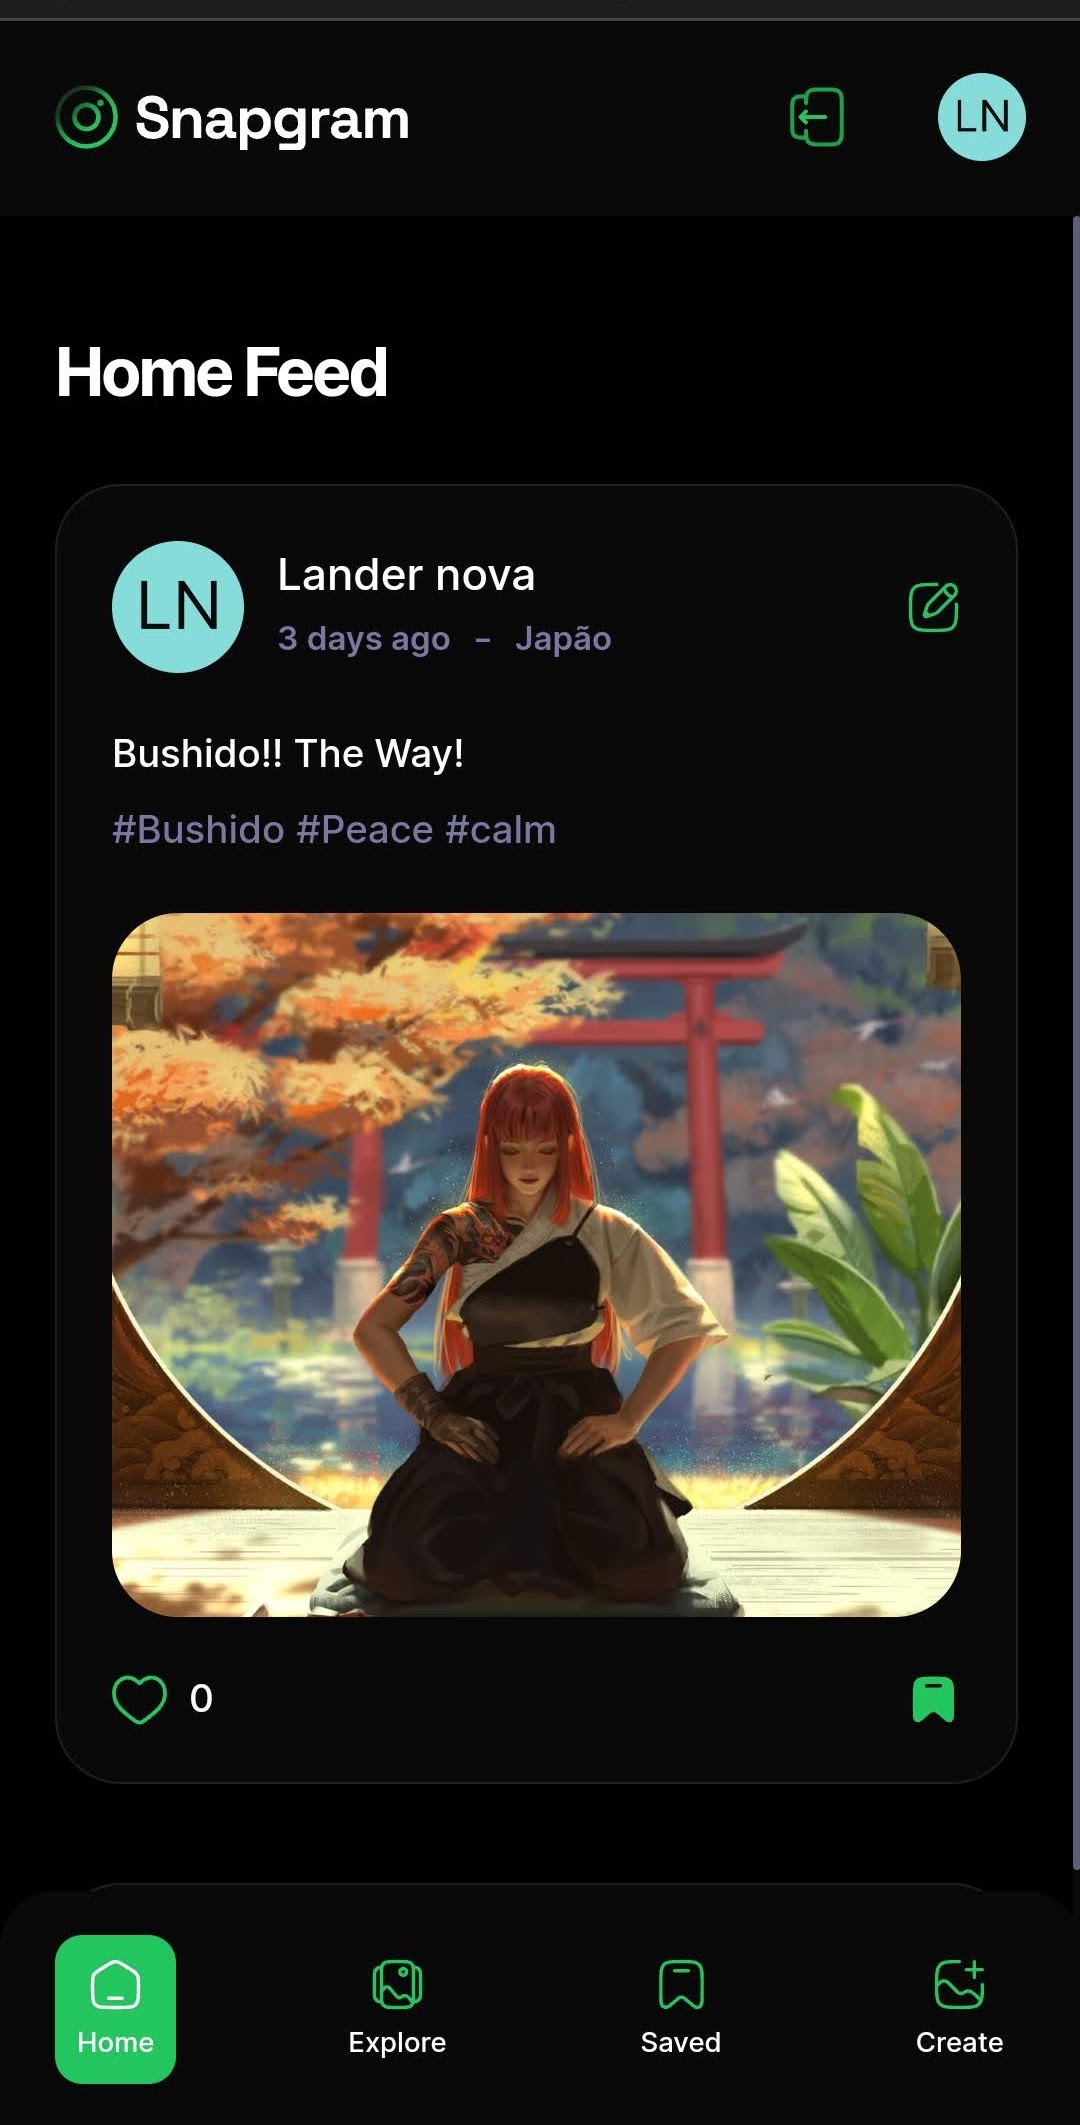 Snapgram
LN
Home Feed
LN
Lander nova
3 days ago - Japão
Bushido!! The Way!
#Bushido #Peace #calm
0
Home
Explore
Saved
Create